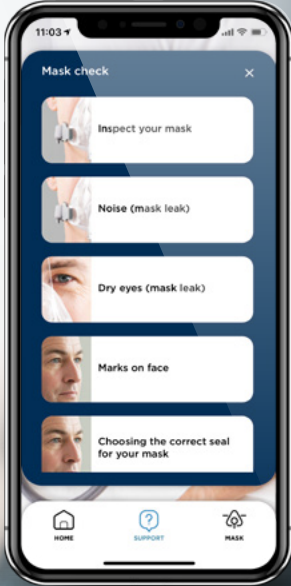 11:03
Mask check
Inspect your mask
Noise (mask leak)
Dry eyes (mask leak)
Marks on face
Choosing the correct seal
for your mask
HOME
SUPPORT
MASK